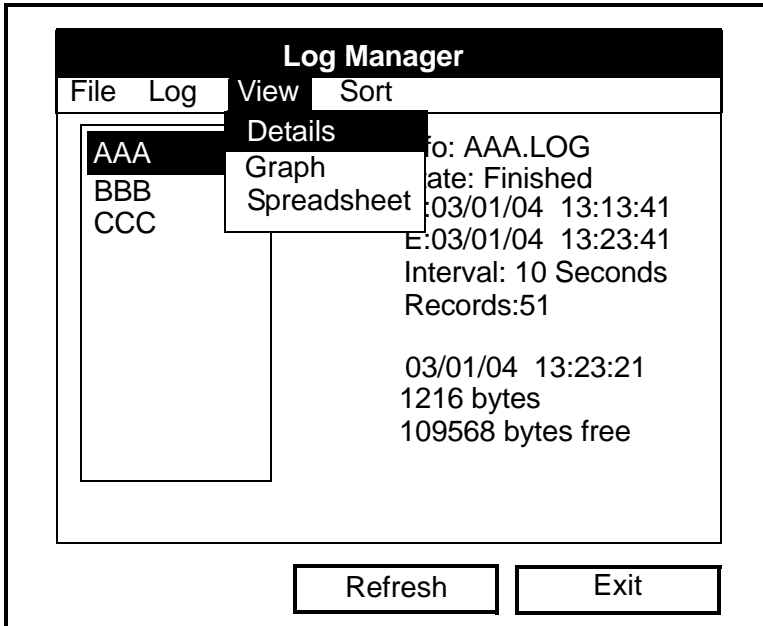 Log Manager
File Log View Sort
Details
Graph
Spreadsheet
AAA
BBB
CCC
fo: AAA.LOG
ate: Finished
:03/01/04 13:13:41
E:03/01/04 13:23:41
Interval: 10 Seconds
Records:51
03/01/04 13:23:21
1216 bytes
109568 bytes free
Refresh Exit